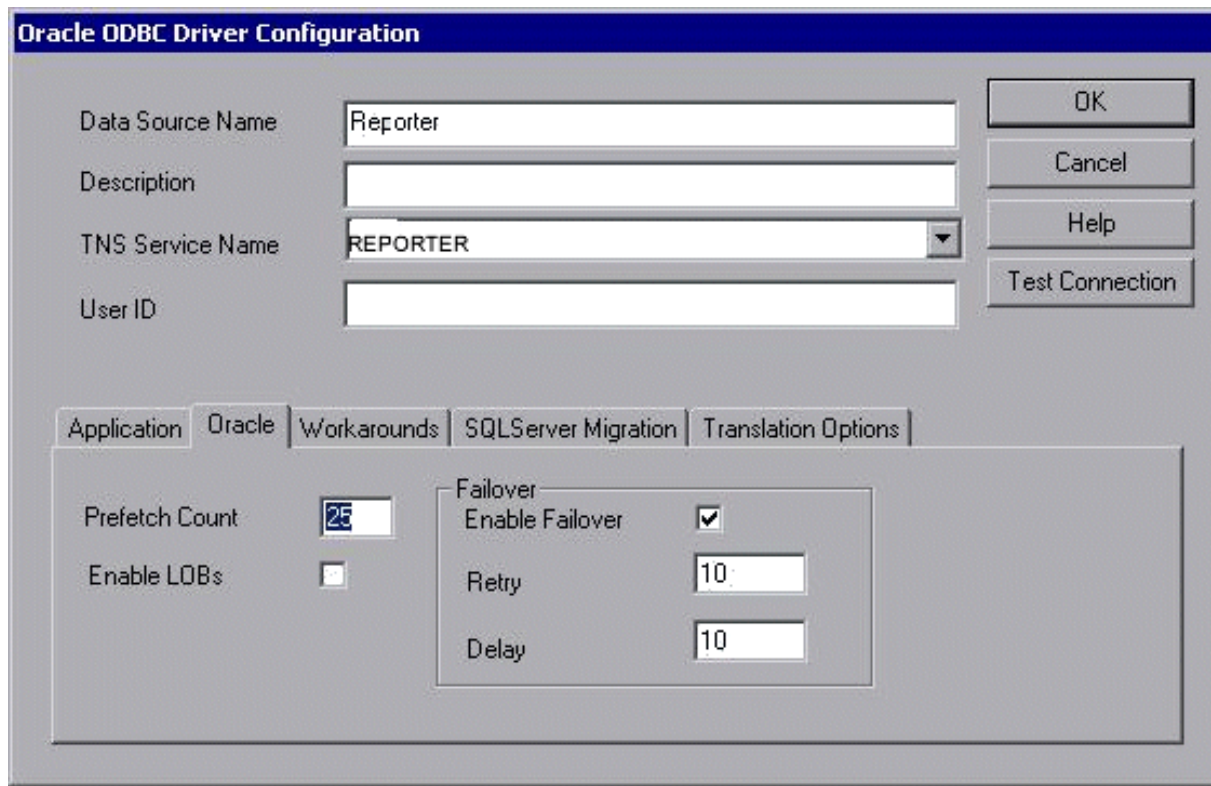 Oracle ODBC Driver Configuration
Data Source Name Reporter OK
Description Cancel
TNS Service Name REPORTER Help
User ID Test Connection
Application Oracle Workarounds SQLServer Migration Translation Options
Failover
Prefetch Count 25 Enable Failover
Enable LOBs Retry 10
Delay 10